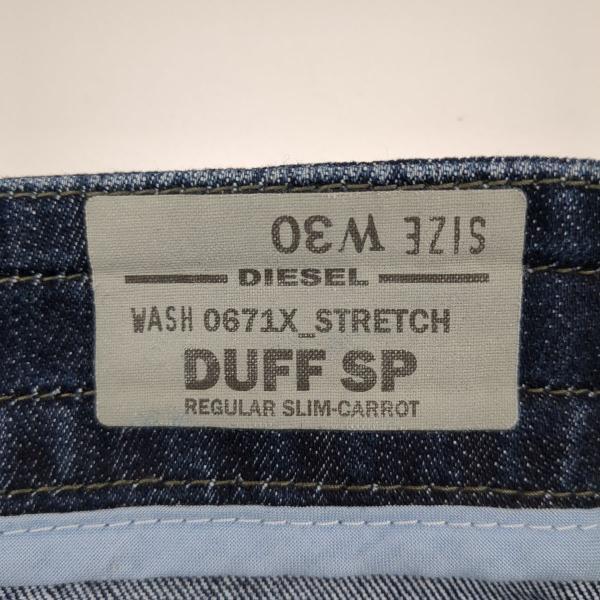 SIZE W30
DIESEL
WASH 0671X_STRETCH
DUFF SP
REGULAR SLIM-CARROT